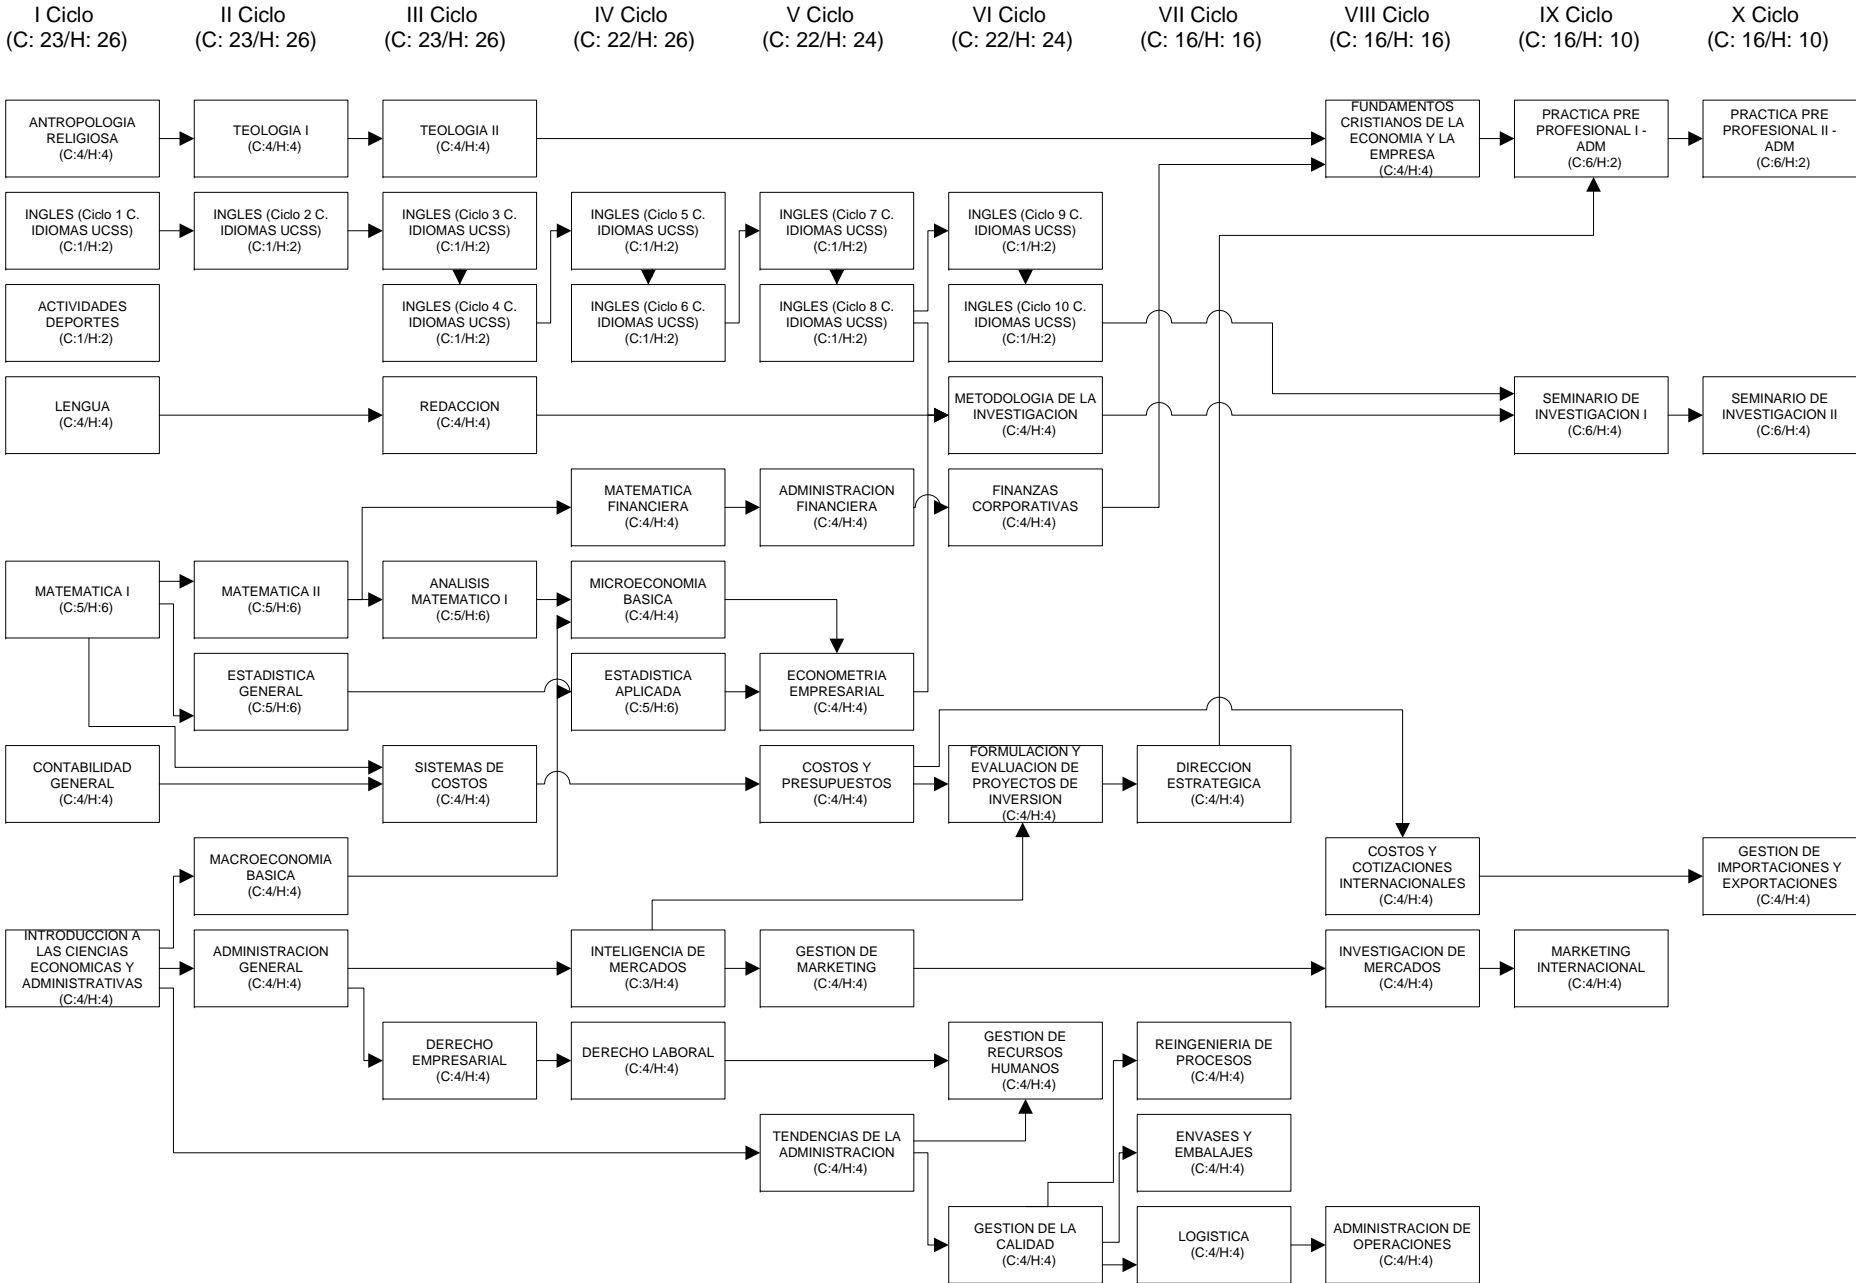 I Ciclo
(C: 23/H: 26)
II Ciclo
(C: 23/H: 26)
III Ciclo
(C: 23/H: 26)
IV Ciclo
(C: 22/H: 26)
V Ciclo
(C: 22/H: 24)
VI Ciclo
(C: 22/H: 24)
VII Ciclo
(C: 16/H: 16)
VIII Ciclo
(C: 16/H: 16)
IX Ciclo
(C: 16/H: 10)
X Ciclo
(C: 16/H: 10)
ANTROPOLOGIA
RELIGIOSA
(C:4/H:4)
TEOLOGIA I
(C:4/H:4)
TEOLOGIA II
(C:4/H:4)
FUNDAMENTOS
CRISTIANOS DE LA
ECONOMIA Y LA
EMPRESA
(C:4/H:4)
PRACTICA PRE
PROFESIONAL I -
ADM
(C:6/H:2)
PRACTICA PRE
PROFESIONAL II -
ADM
(C:6/H:2)
INGLES (Ciclo 1 C.
IDIOMAS UCSS)
(C:1/H:2)
INGLES (Ciclo 2 C.
IDIOMAS UCSS)
(C:1/H:2)
INGLES (Ciclo 3 C.
IDIOMAS UCSS)
(C:1/H:2)
INGLES (Ciclo 5 C.
IDIOMAS UCSS)
(C:1/H:2)
INGLES (Ciclo 7 C.
IDIOMAS UCSS)
(C:1/H:2)
INGLES (Ciclo 9 C.
IDIOMAS UCSS)
(C:1/H:2)
ACTIVIDADES
DEPORTES
(C:1/H:2)
INGLES (Ciclo 4 C.
IDIOMAS UCSS)
(C:1/H:2)
INGLES (Ciclo 6 C.
IDIOMAS UCSS)
(C:1/H:2)
INGLES (Ciclo 8 C.
IDIOMAS UCSS)
(C:1/H:2)
INGLES (Ciclo 10 C.
IDIOMAS UCSS)
(C:1/H:2)
LENGUA
(C:4/H:4)
REDACCION
(C:4/H:4)
METODOLOGIA DE LA
INVESTIGACION
(C:4/H:4)
SEMINARIO DE
INVESTIGACION I
(C:6/H:4)
SEMINARIO DE
INVESTIGACION II
(C:6/H:4)
MATEMATICA
FINANCIERA
(C:4/H:4)
ADMINISTRACION
FINANCIERA
(C:4/H:4)
FINANZAS
CORPORATIVAS
(C:4/H:4)
MATEMATICA I
(C:5/H:6)
MATEMATICA II
(C:5/H:6)
ANALISIS
MATEMATICO I
(C:5/H:6)
MICROECONOMIA
BASICA
(C:4/H:4)
ESTADISTICA
GENERAL
(C:5/H:6)
ESTADISTICA
APLICADA
(C:5/H:6)
ECONOMETRIA
EMPRESARIAL
(C:4/H:4)
CONTABILIDAD
GENERAL
(C:4/H:4)
SISTEMAS DE
COSTOS
(C:4/H:4)
COSTOS Y
PRESUPUESTOS
(C:4/H:4)
FORMULACION Y
EVALUACION DE
PROYECTOS DE
INVERSION
(C:4/H:4)
DIRECCION
ESTRATEGICA
(C:4/H:4)
MACROECONOMIA
BASICA
(C:4/H:4)
COSTOS Y
COTIZACIONES
INTERNACIONALES
(C:4/H:4)
GESTION DE
IMPORTACIONES Y
EXPORTACIONES
(C:4/H:4)
INTRODUCCION A
LAS CIENCIAS
ECONOMICAS Y
ADMINISTRATIVAS
(C:4/H:4)
ADMINISTRACION
GENERAL
(C:4/H:4)
INTELIGENCIA DE
MERCADOS
(C:3/H:4)
GESTION DE
MARKETING
(C:4/H:4)
INVESTIGACION DE
MERCADOS
(C:4/H:4)
MARKETING
INTERNACIONAL
(C:4/H:4)
DERECHO
EMPRESARIAL
(C:4/H:4)
DERECHO LABORAL
(C:4/H:4)
GESTION DE
RECURSOS
HUMANOS
(C:4/H:4)
REINGENIERIA DE
PROCESOS
(C:4/H:4)
TENDENCIAS DE LA
ADMINISTRACION
(C:4/H:4)
ENVASES Y
EMBALAJES
(C:4/H:4)
GESTION DE LA
CALIDAD
(C:4/H:4)
LOGISTICA
(C:4/H:4)
ADMINISTRACION DE
OPERACIONES
(C:4/H:4)